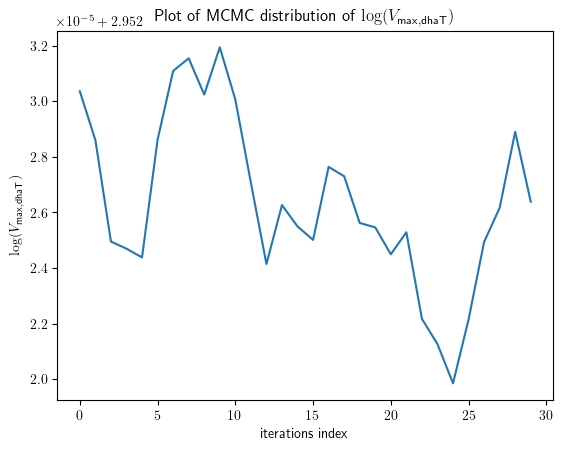 Plot of MCMC distribution of log(V_max,dhaT)
×10⁻⁵ + 2.952
3.2
3.0
2.8
2.6
2.4
2.2
2.0
log(V_max,dhaT)
0 5 10 15 20 25 30
iterations index